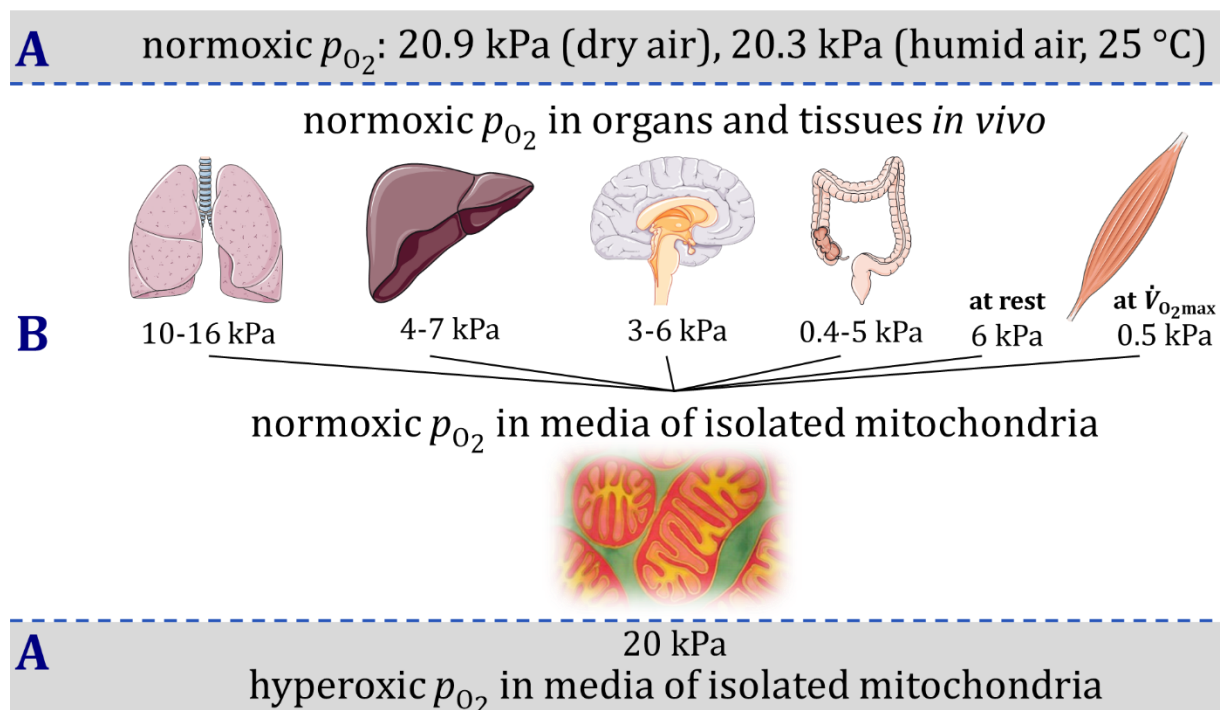 A normoxic pO2: 20.9 kPa (dry air), 20.3 kPa (humid air, 25 °C)
normoxic pO2 in organs and tissues in vivo
at rest at V̇O2max
B 10-16 kPa 4-7 kPa 3-6 kPa 0.4-5 kPa 6 kPa 0.5 kPa
normoxic pO2 in media of isolated mitochondria
A 20 kPa
hyperoxic pO2 in media of isolated mitochondria